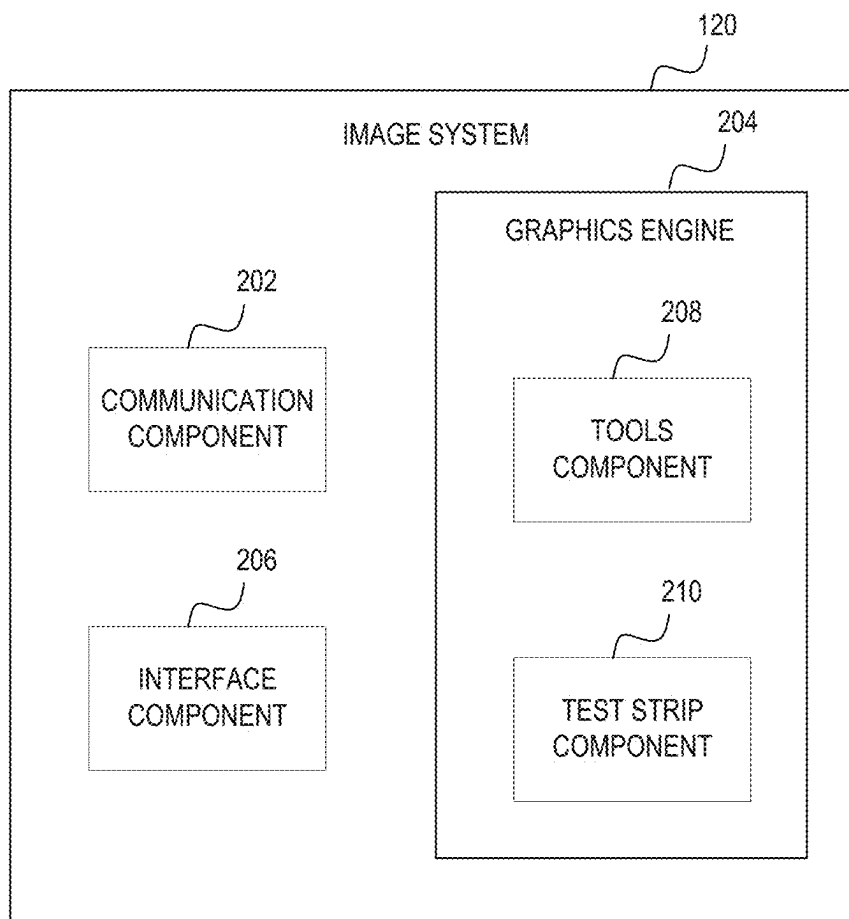 120
IMAGE SYSTEM
204
GRAPHICS ENGINE
202
COMMUNICATION
COMPONENT
208
TOOLS
COMPONENT
206
INTERFACE
COMPONENT
210
TEST STRIP
COMPONENT